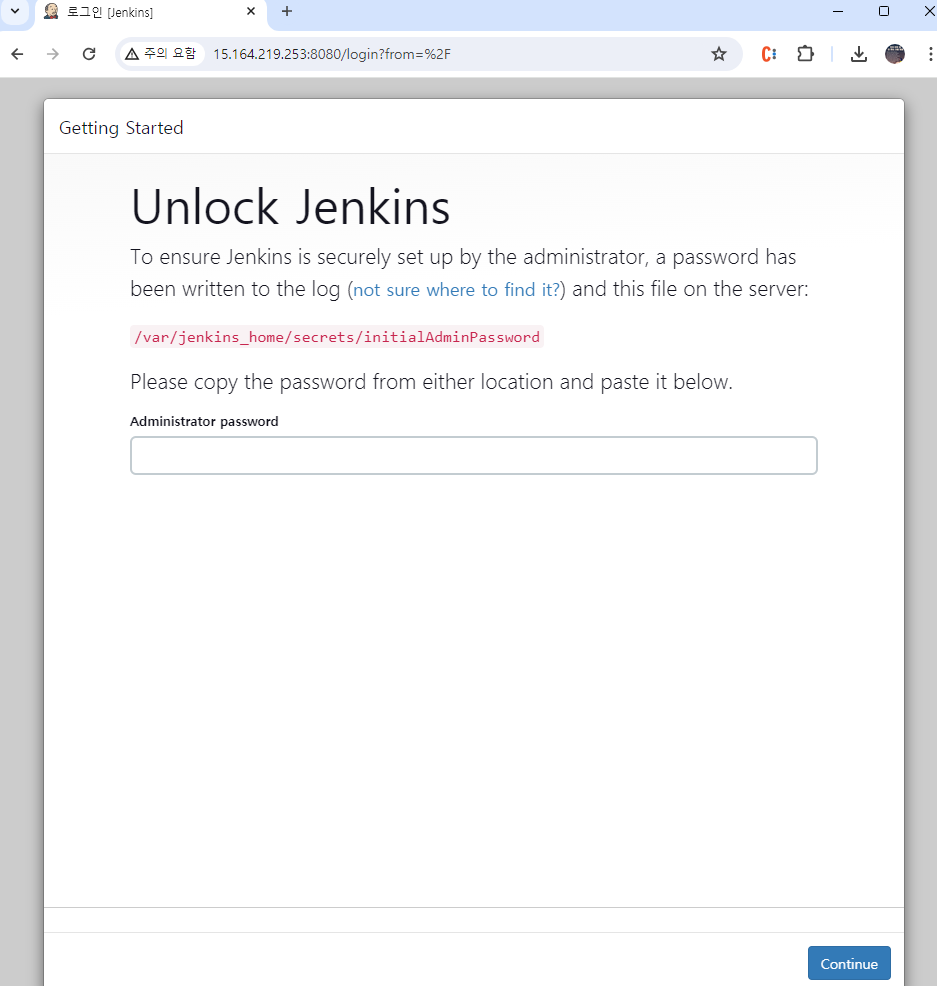 로그인 [Jenkins]
주의 요함 15.164.219.253:8080/login?from=%2F
Getting Started
Unlock Jenkins
To ensure Jenkins is securely set up by the administrator, a password has
been written to the log (not sure where to find it?) and this file on the server:
/var/jenkins_home/secrets/initialAdminPassword
Please copy the password from either location and paste it below.
Administrator password
Continue